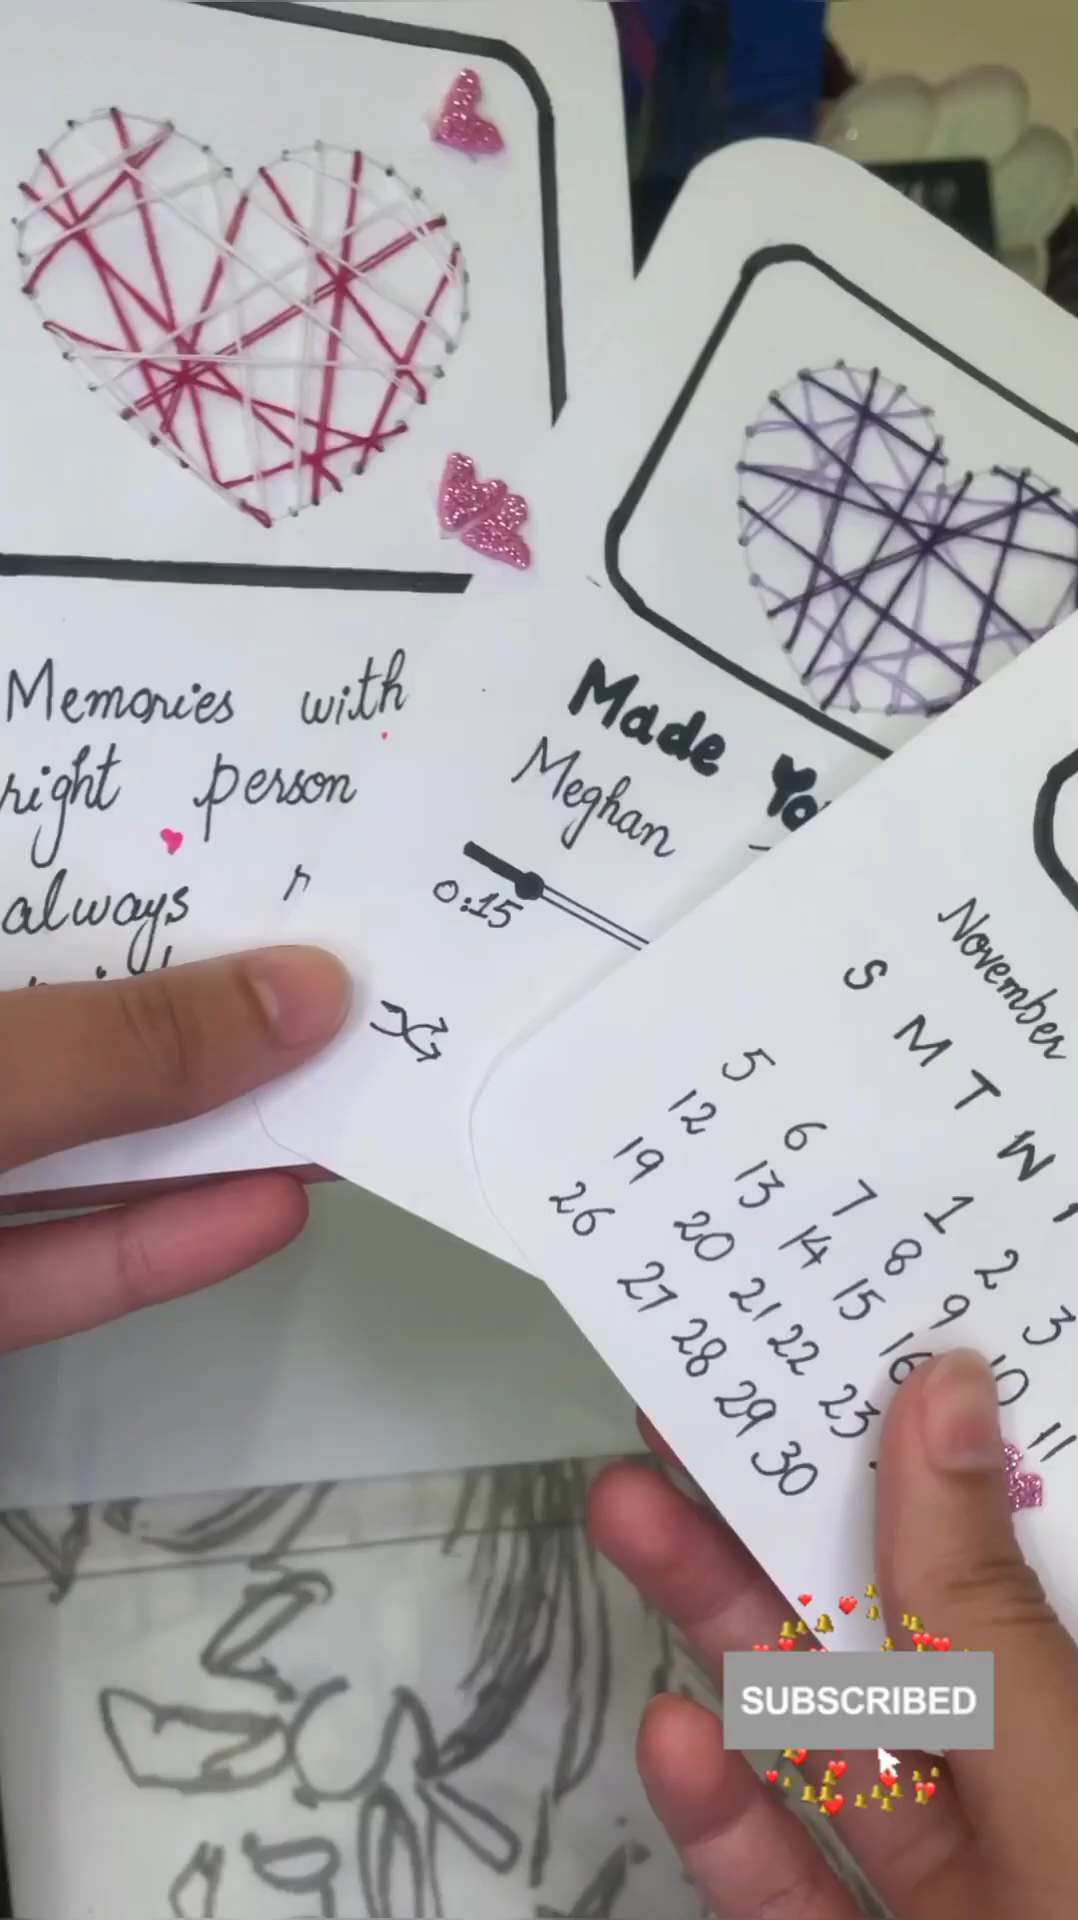 Memories with
right person
always
Made
Meghan
0:15
November
S M T W
1 2 3
5 6 7 8 9 10 11
12 13 14 15 16
19 20 21 22 23
26 27 28 29 30
SUBSCRIBED